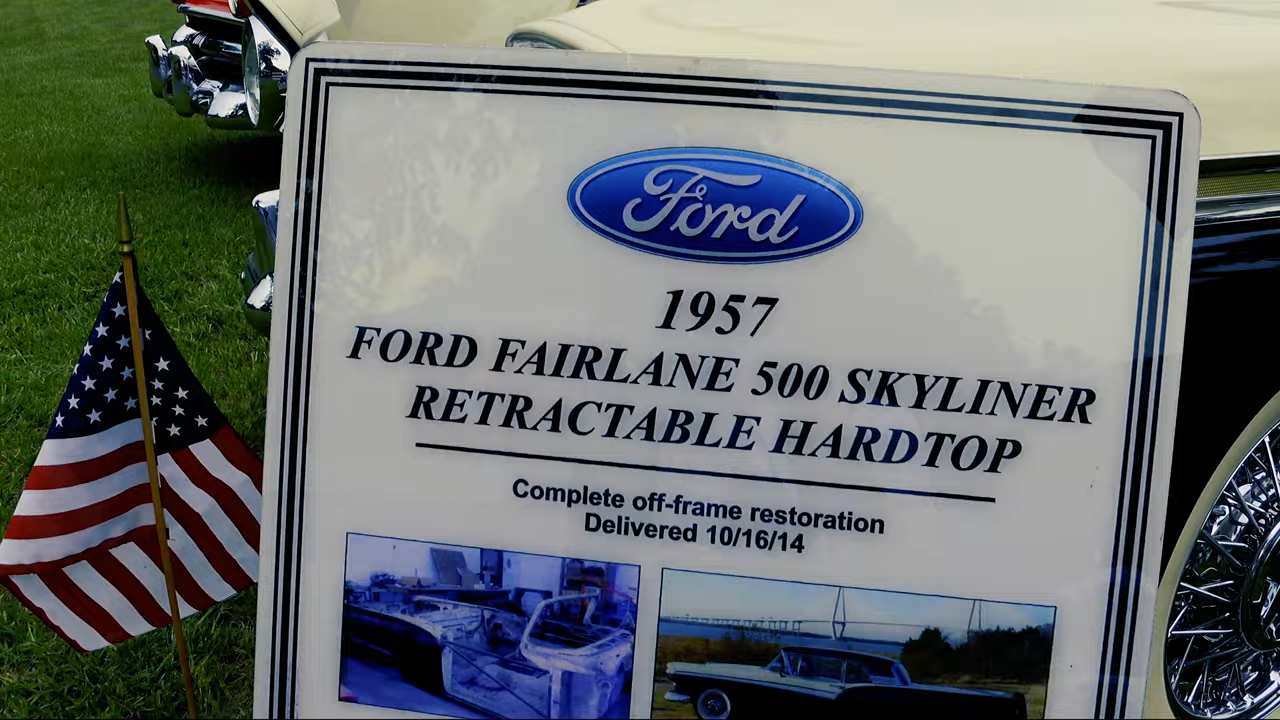 Ford
1957
FORD FAIRLANE 500 SKYLINER
RETRACTABLE HARDTOP
Complete off-frame restoration
Delivered 10/16/14